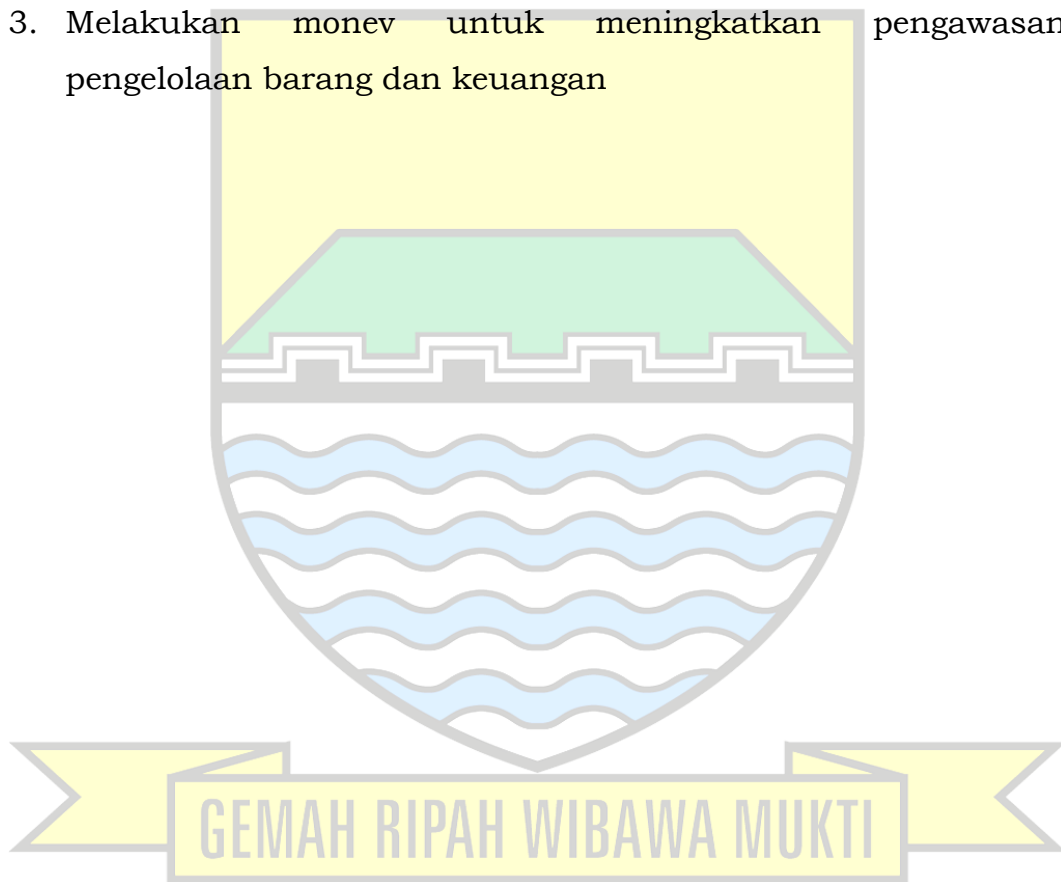 3. Melakukan monev untuk meningkatkan pengawasan
pengelolaan barang dan keuangan
GEMAH RIPAH WIBAWA MUKTI